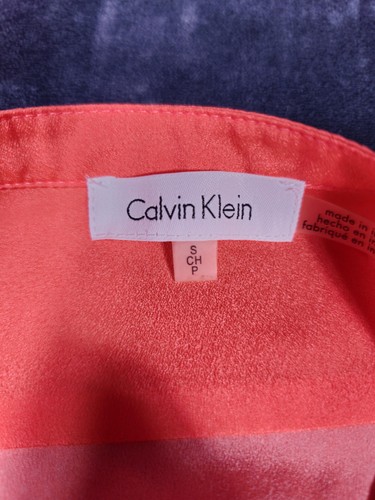 Calvin Klein
S
CH
P
made in
hecho en
fabriqué en